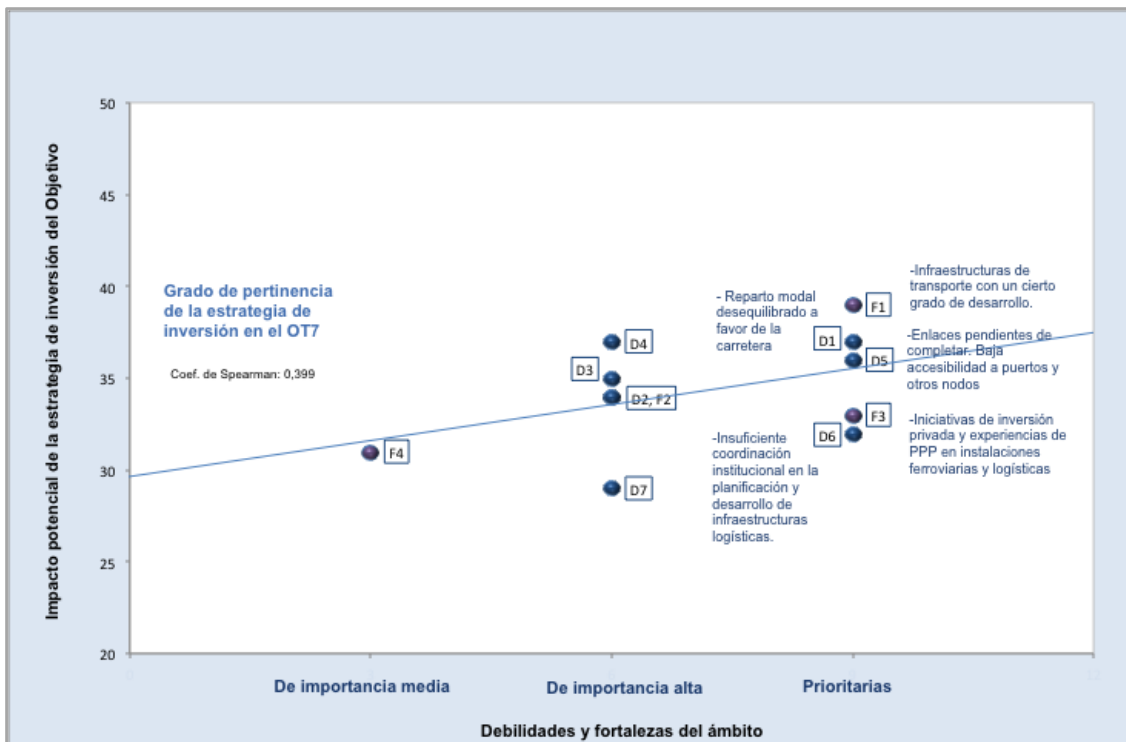 Impacto potencial de la estrategia de inversión del Objetivo
50
45
40
35
30
25
20
Grado de pertinencia
de la estrategia de
inversión en el OT7
Coef. de Spearman: 0,399
- Reparto modal
desequilibrado a
favor de la
carretera
-Infraestructuras de
transporte con un cierto
grado de desarrollo.
-Enlaces pendientes de
completar. Baja
accesibilidad a puertos y
otros nodos
-Iniciativas de inversión
privada y experiencias de
PPP en instalaciones
ferroviarias y logísticas
-Insuficiente
coordinación
institucional en la
planificación y
desarrollo de
infraestructuras
logísticas.
F1
D1
D5
F3
D6
D4
D3
D2, F2
D7
F4
De importancia media
De importancia alta
Prioritarias
Debilidades y fortalezas del ámbito